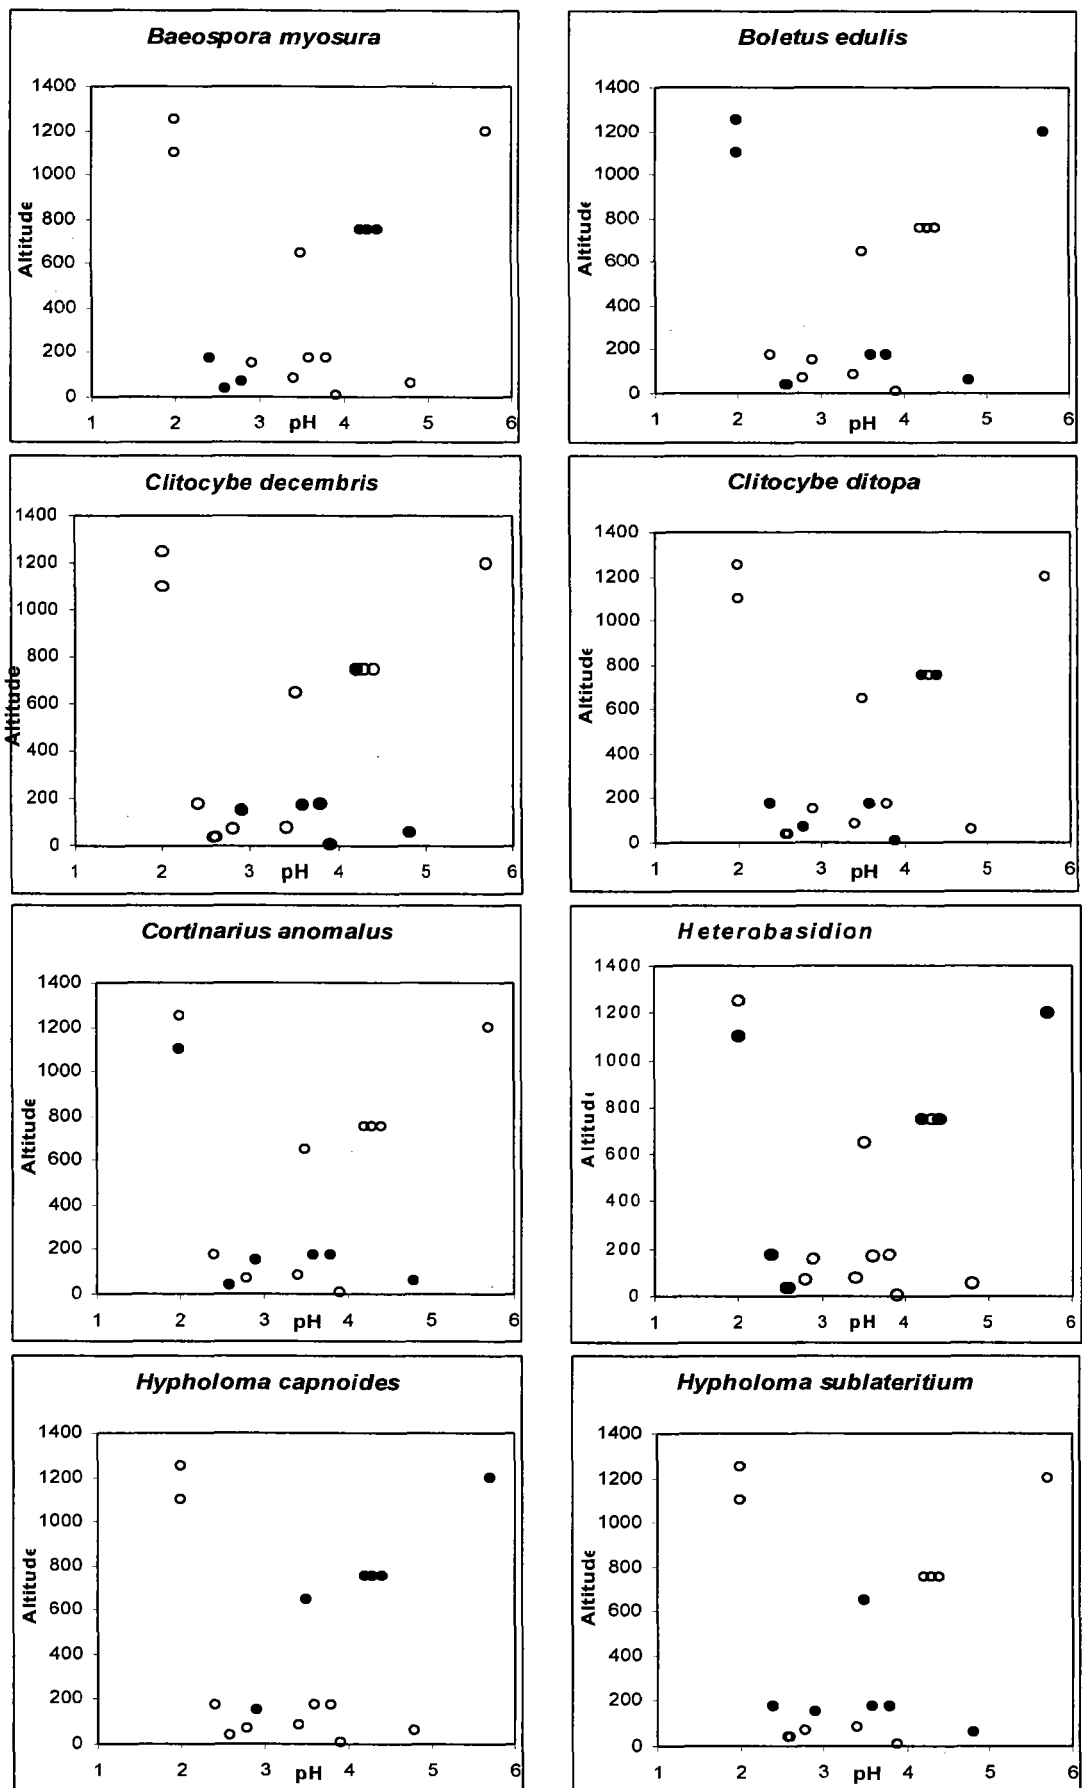 Baeospora myosura
1400
1200
1000
800
600
400
200
0
Altitude
1 2 3 4 5 6
pH
Boletus edulis
1400
1200
1000
800
600
400
200
0
Altitude
1 2 3 4 5 6
pH
Clitocybe decembris
1400
1200
1000
800
600
400
200
0
Altitude
1 2 3 4 5 6
pH
Clitocybe ditopa
1400
1200
1000
800
600
400
200
0
Altitude
1 2 3 4 5 6
pH
Cortinarius anomalus
1400
1200
1000
800
600
400
200
0
Altitude
1 2 3 4 5 6
pH
Heterobasidion
1400
1200
1000
800
600
400
200
0
Altitude
1 2 3 4 5 6
pH
Hypholoma capnoides
1400
1200
1000
800
600
400
200
0
Altitude
1 2 3 4 5 6
pH
Hypholoma sublateritium
1400
1200
1000
800
600
400
200
0
Altitude
1 2 3 4 5 6
pH